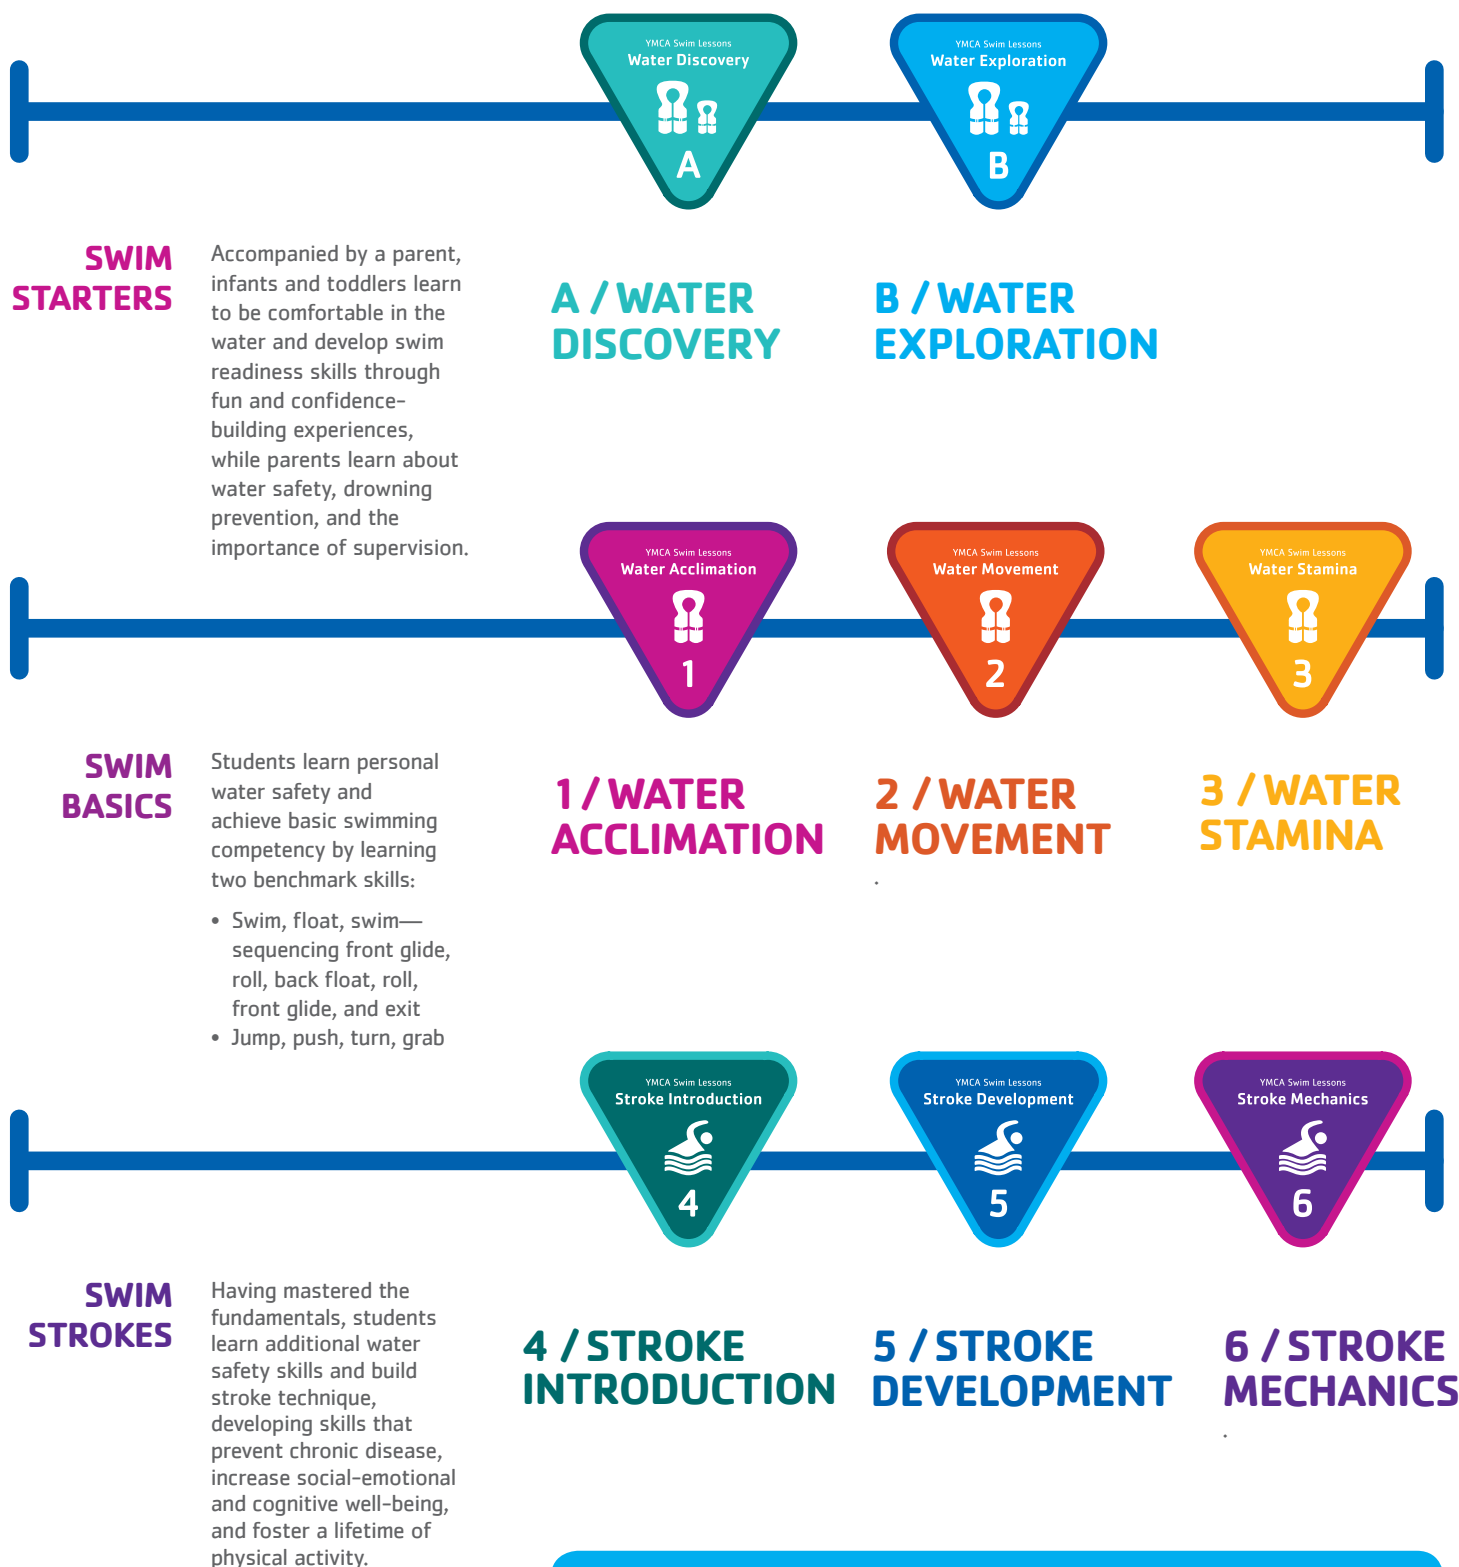 YMCA Swim Lessons
Water Discovery
A
YMCA Swim Lessons
Water Exploration
B
SWIM
STARTERS
Accompanied by a parent,
infants and toddlers learn
to be comfortable in the
water and develop swim
readiness skills through
fun and confidence-
building experiences,
while parents learn about
water safety, drowning
prevention, and the
importance of supervision.
A / WATER
DISCOVERY
B / WATER
EXPLORATION
YMCA Swim Lessons
Water Acclimation
1
YMCA Swim Lessons
Water Movement
2
YMCA Swim Lessons
Water Stamina
3
SWIM
BASICS
Students learn personal
water safety and
achieve basic swimming
competency by learning
two benchmark skills:
• Swim, float, swim—
sequencing front glide,
roll, back float, roll,
front glide, and exit
• Jump, push, turn, grab
1 / WATER
ACCLIMATION
2 / WATER
MOVEMENT
.
3 / WATER
STAMINA
YMCA Swim Lessons
Stroke Introduction
4
YMCA Swim Lessons
Stroke Development
5
YMCA Swim Lessons
Stroke Mechanics
6
SWIM
STROKES
Having mastered the
fundamentals, students
learn additional water
safety skills and build
stroke technique,
developing skills that
prevent chronic disease,
increase social-emotional
and cognitive well-being,
and foster a lifetime of
physical activity.
4 / STROKE
INTRODUCTION
5 / STROKE
DEVELOPMENT
6 / STROKE
MECHANICS
.